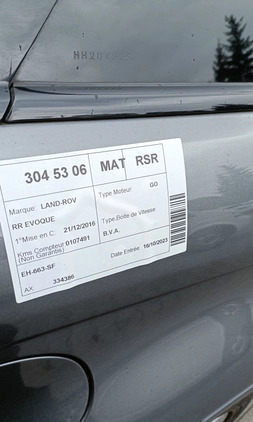 304 53 06 MAT RSR
Marque: LAND-ROV
RR EVOQUE
1°Mise en C: 21/12/2016
Kms Compteur 0107491
(Non Garantis)
EH-663-SF
AX 334386
Type Moteur GO
Type.Boite de Vitesse
B.V.A.
Date Entrée 16/10/2023